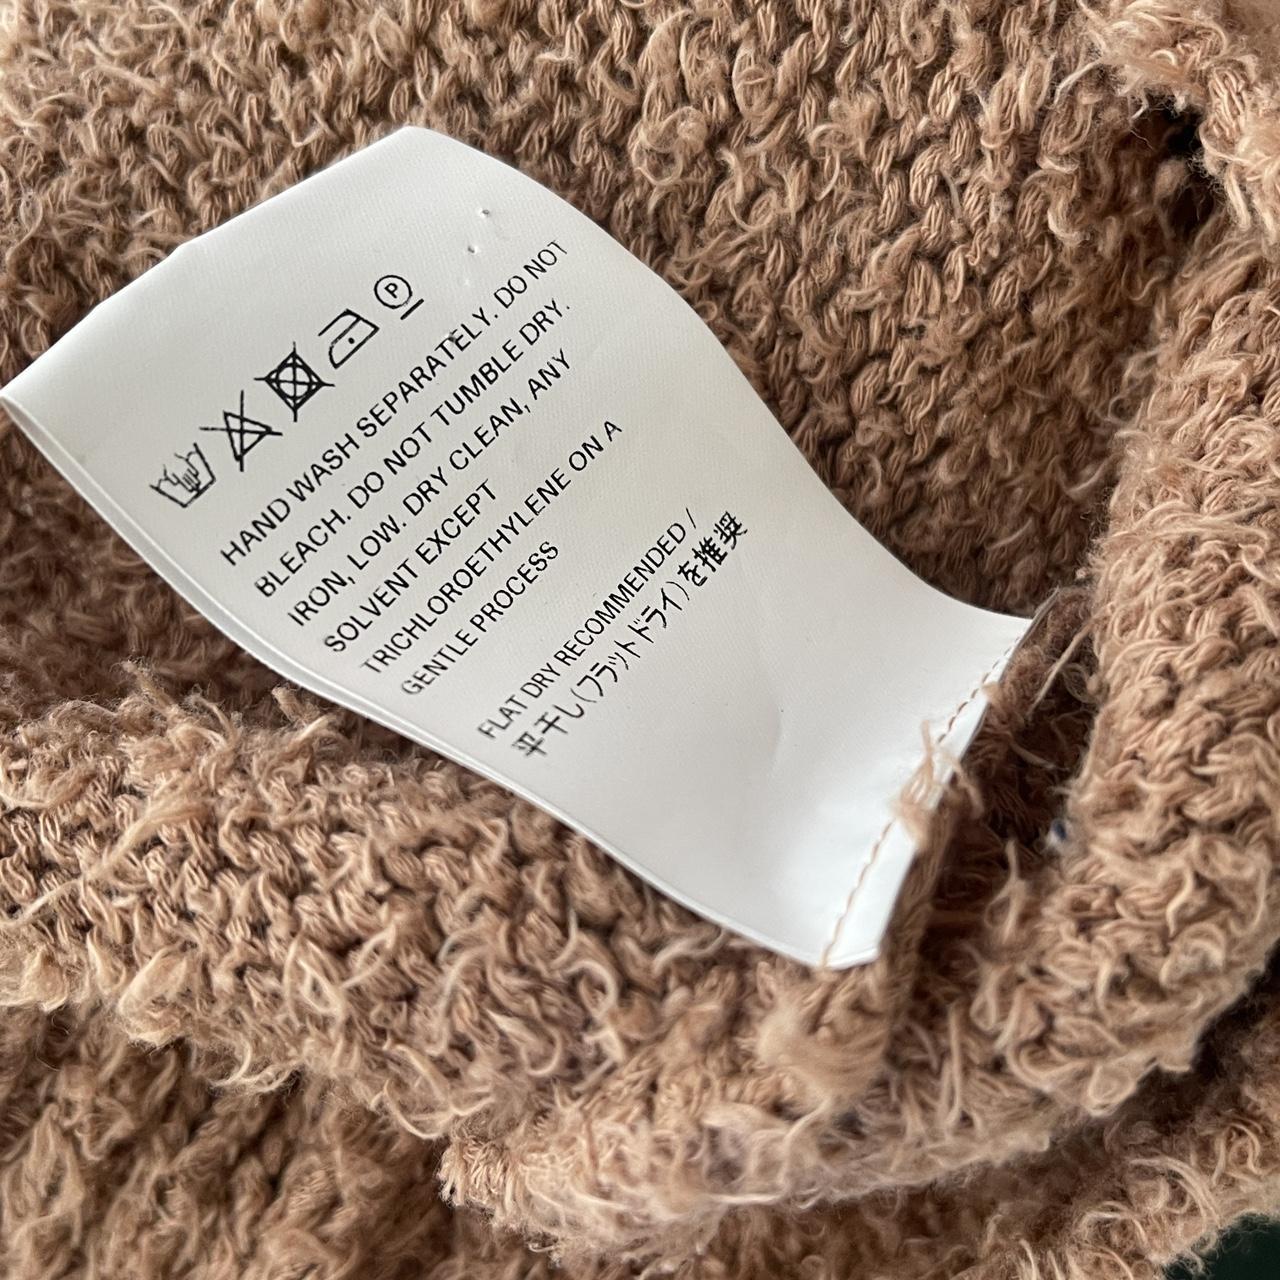 P
HAND WASH SEPARATELY. DO NOT
BLEACH. DO NOT TUMBLE DRY.
IRON, LOW. DRY CLEAN, ANY
SOLVENT EXCEPT
TRICHLOROETHYLENE ON A
GENTLE PROCESS
FLAT DRY RECOMMENDED /
平干し(フラットドライ)を推奨